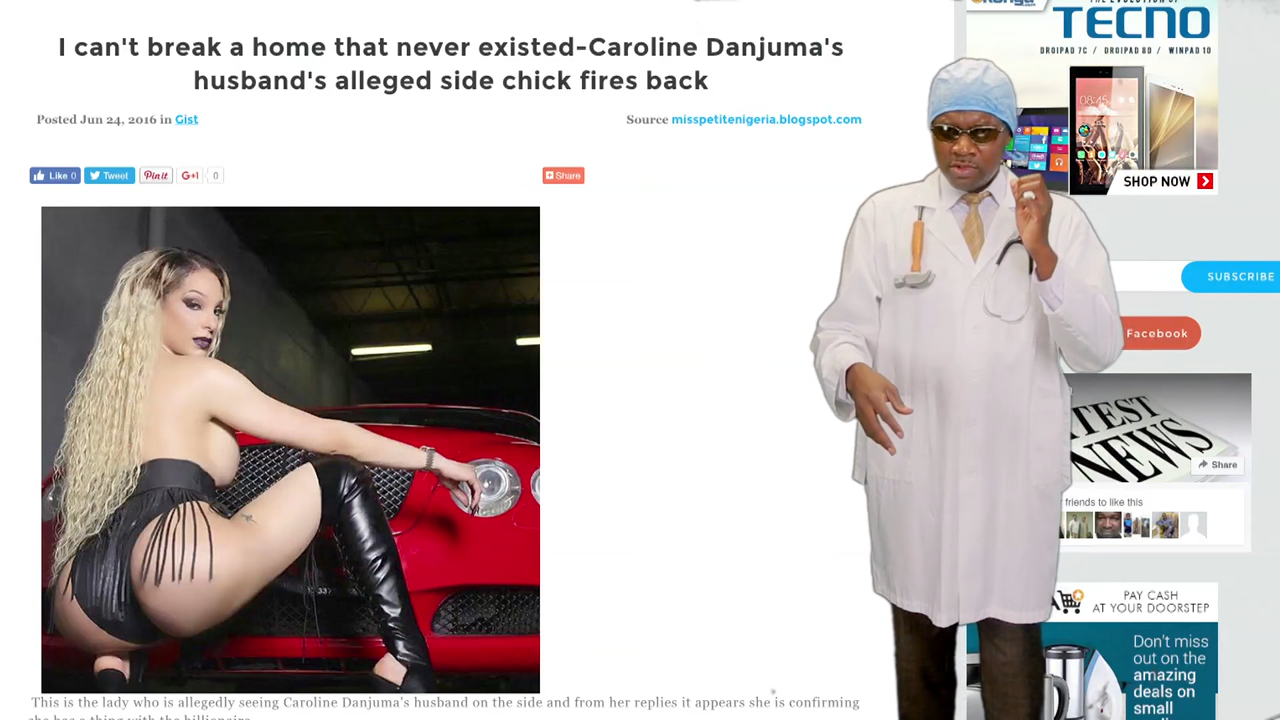 I can't break a home that never existed-Caroline Danjuma's
husband's alleged side chick fires back
Posted Jun 24, 2016 in Gist
Source misspetitenigeria.blogspot.com
Like 0
Tweet
Pin it
G+1
0
Share
This is the lady who is allegedly seeing Caroline Danjuma's husband on the side and from her replies it appears she is confirming
TECNO
DROIPAD 7C / DROIPAD 8D / WINPAD 10
08:45
SHOP NOW
SUBSCRIBE
Facebook
NEWS
Share
friends to like this
PAY CASH
AT YOUR DOORSTEP
Don't miss
out on the
amazing
deals on
small